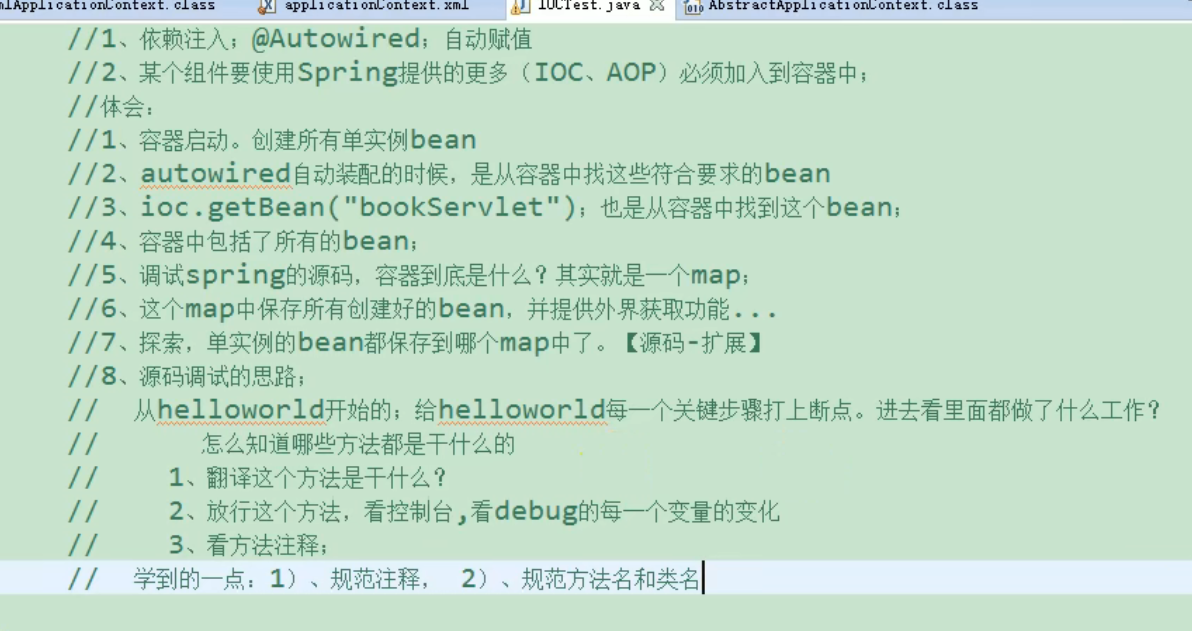 mlApplicationContext.class applicationContext.xml IOCTest.java AbstractApplicationContext.class
//1、依赖注入；@Autowired；自动赋值
//2、某个组件要使用Spring提供的更多（IOC、AOP）必须加入到容器中；
//体会：
//1、容器启动。创建所有单实例bean
//2、autowired自动装配的时候，是从容器中找这些符合要求的bean
//3、ioc.getBean("bookServlet")；也是从容器中找到这个bean；
//4、容器中包括了所有的bean；
//5、调试spring的源码，容器到底是什么？其实就是一个map；
//6、这个map中保存所有创建好的bean，并提供外界获取功能...
//7、探索，单实例的bean都保存到哪个map中了。【源码-扩展】
//8、源码调试的思路；
// 从helloworld开始的；给helloworld每一个关键步骤打上断点。进去看里面都做了什么工作？
// 怎么知道哪些方法都是干什么的
// 1、翻译这个方法是干什么？
// 2、放行这个方法，看控制台,看debug的每一个变量的变化
// 3、看方法注释；
// 学到的一点：1）、规范注释， 2）、规范方法名和类名